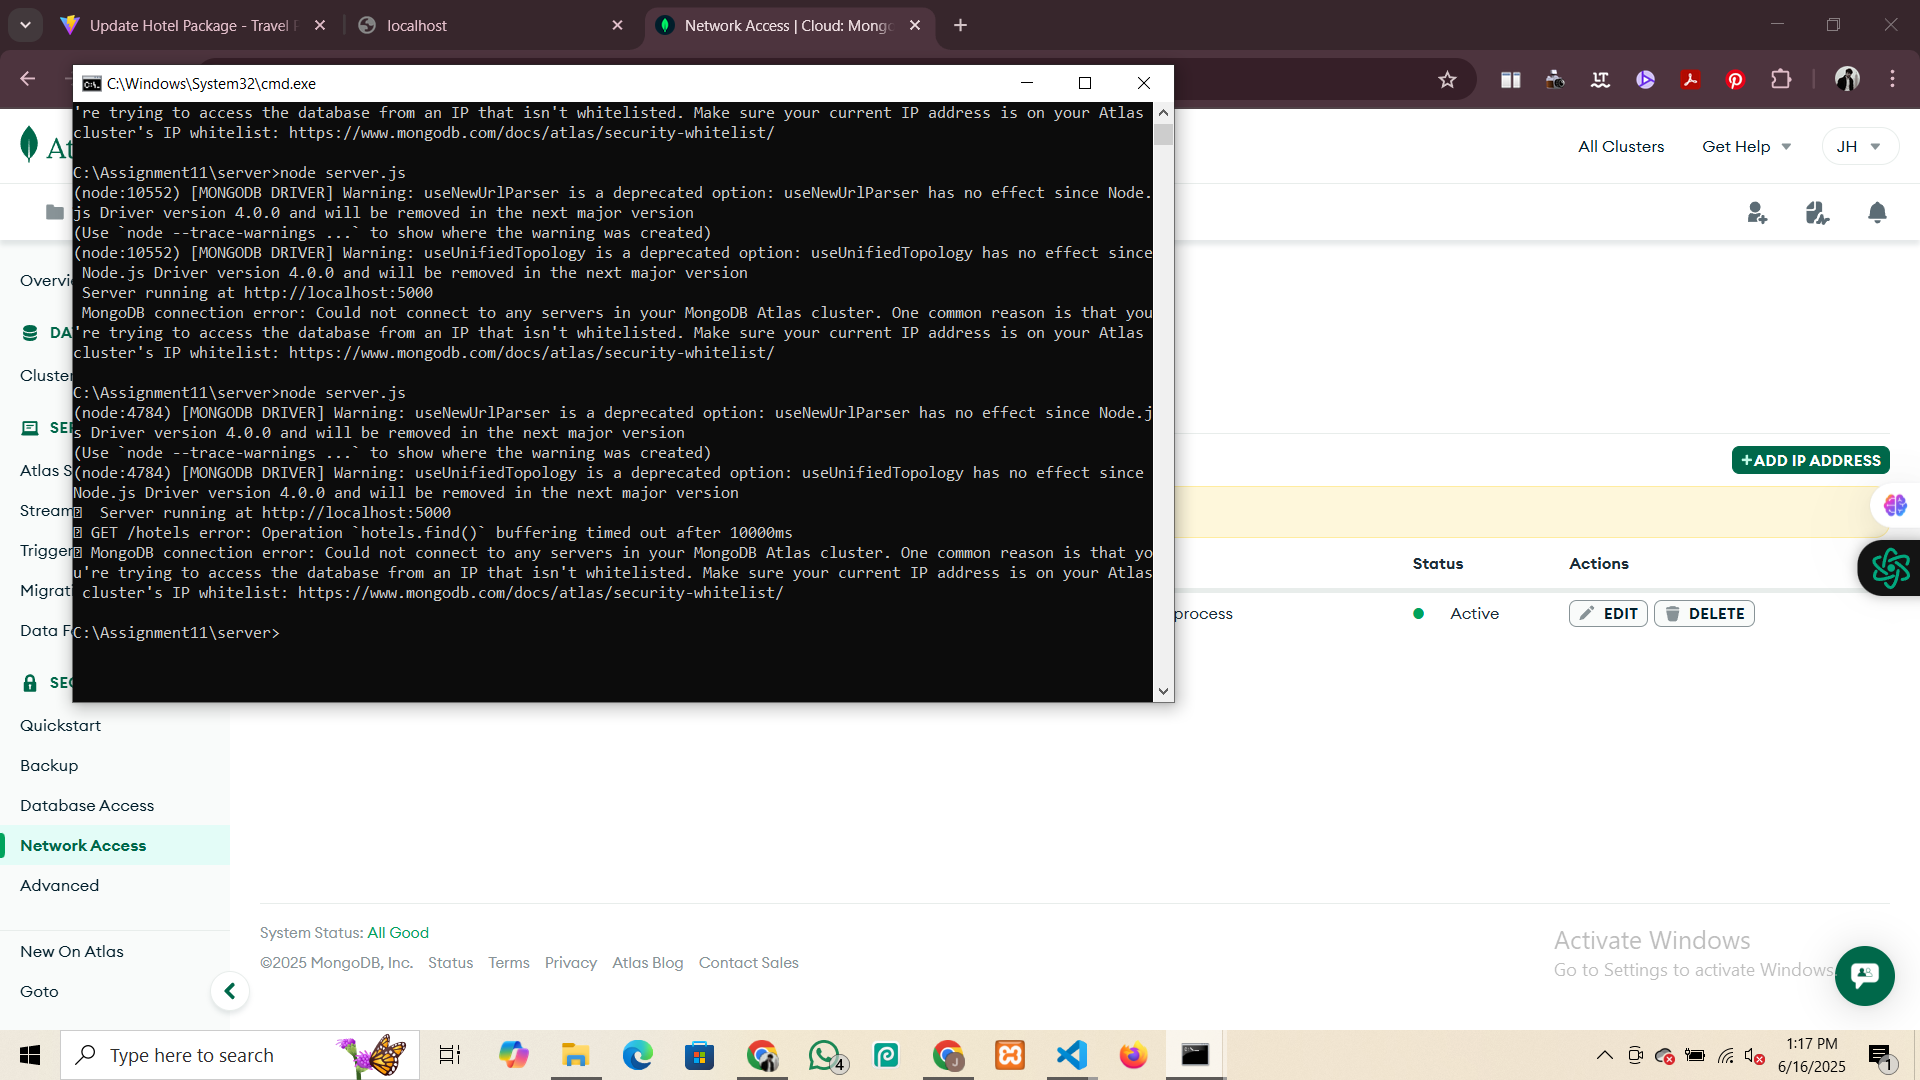 Update Hotel Package - Travel
localhost
Network Access | Cloud: Mong
C:\Windows\System32\cmd.exe
're trying to access the database from an IP that isn't whitelisted. Make sure your current IP address is on your Atlas
cluster's IP whitelist: https://www.mongodb.com/docs/atlas/security-whitelist/
C:\Assignment11\server>node server.js
(node:10552) [MONGODB DRIVER] Warning: useNewUrlParser is a deprecated option: useNewUrlParser has no effect since Node.
js Driver version 4.0.0 and will be removed in the next major version
(Use `node --trace-warnings ...` to show where the warning was created)
(node:10552) [MONGODB DRIVER] Warning: useUnifiedTopology is a deprecated option: useUnifiedTopology has no effect since
Node.js Driver version 4.0.0 and will be removed in the next major version
Server running at http://localhost:5000
MongoDB connection error: Could not connect to any servers in your MongoDB Atlas cluster. One common reason is that you
're trying to access the database from an IP that isn't whitelisted. Make sure your current IP address is on your Atlas
cluster's IP whitelist: https://www.mongodb.com/docs/atlas/security-whitelist/
C:\Assignment11\server>node server.js
(node:4784) [MONGODB DRIVER] Warning: useNewUrlParser is a deprecated option: useNewUrlParser has no effect since Node.j
s Driver version 4.0.0 and will be removed in the next major version
(Use `node --trace-warnings ...` to show where the warning was created)
(node:4784) [MONGODB DRIVER] Warning: useUnifiedTopology is a deprecated option: useUnifiedTopology has no effect since
Node.js Driver version 4.0.0 and will be removed in the next major version
Server running at http://localhost:5000
GET /hotels error: Operation `hotels.find()` buffering timed out after 10000ms
MongoDB connection error: Could not connect to any servers in your MongoDB Atlas cluster. One common reason is that yo
u're trying to access the database from an IP that isn't whitelisted. Make sure your current IP address is on your Atlas
cluster's IP whitelist: https://www.mongodb.com/docs/atlas/security-whitelist/
C:\Assignment11\server>
At
All Clusters
Get Help
JH
Overvi
DA
Cluster
SER
Atlas S
Stream
Trigger
Migrati
Data F
SEC
Quickstart
Backup
Database Access
Network Access
Advanced
New On Atlas
Goto
+ADD IP ADDRESS
Status
Actions
process
Active
EDIT
DELETE
System Status: All Good
©2025 MongoDB, Inc.
Status
Terms
Privacy
Atlas Blog
Contact Sales
Activate Windows
Go to Settings to activate Windows.
Type here to search
4
J
1:17 PM
6/16/2025
1